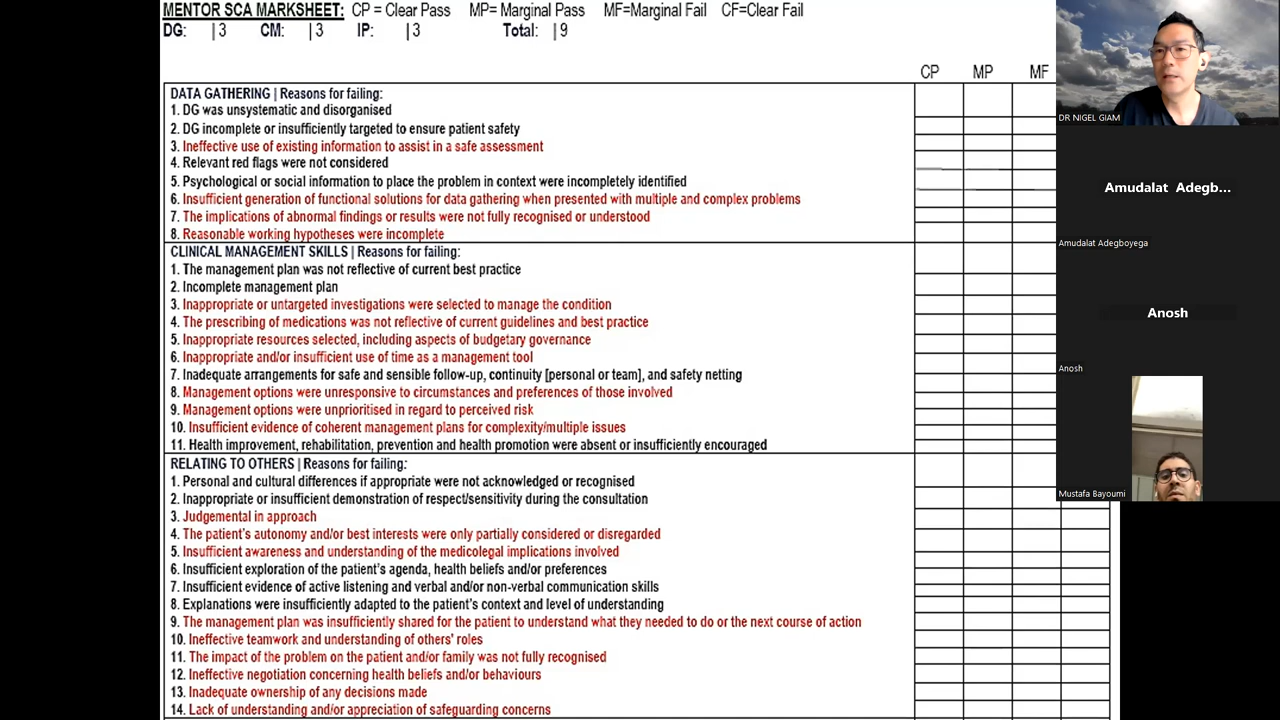 MENTOR SCA MARKSHEET: CP = Clear Pass MP= Marginal Pass MF=Marginal Fail CF=Clear Fail
DG: |3 CM: |3 IP: |3 Total: |9
CP MP MF
DATA GATHERING | Reasons for failing:
1. DG was unsystematic and disorganised
2. DG incomplete or insufficiently targeted to ensure patient safety
3. Ineffective use of existing information to assist in a safe assessment
4. Relevant red flags were not considered
5. Psychological or social information to place the problem in context were incompletely identified
6. Insufficient generation of functional solutions for data gathering when presented with multiple and complex problems
7. The implications of abnormal findings or results were not fully recognised or understood
8. Reasonable working hypotheses were incomplete
CLINICAL MANAGEMENT SKILLS | Reasons for failing:
1. The management plan was not reflective of current best practice
2. Incomplete management plan
3. Inappropriate or untargeted investigations were selected to manage the condition
4. The prescribing of medications was not reflective of current guidelines and best practice
5. Inappropriate resources selected, including aspects of budgetary governance
6. Inappropriate and/or insufficient use of time as a management tool
7. Inadequate arrangements for safe and sensible follow-up, continuity [personal or team], and safety netting
8. Management options were unresponsive to circumstances and preferences of those involved
9. Management options were unprioritised in regard to perceived risk
10. Insufficient evidence of coherent management plans for complexity/multiple issues
11. Health improvement, rehabilitation, prevention and health promotion were absent or insufficiently encouraged
RELATING TO OTHERS | Reasons for failing:
1. Personal and cultural differences if appropriate were not acknowledged or recognised
2. Inappropriate or insufficient demonstration of respect/sensitivity during the consultation
3. Judgemental in approach
4. The patient's autonomy and/or best interests were only partially considered or disregarded
5. Insufficient awareness and understanding of the medicolegal implications involved
6. Insufficient exploration of the patient's agenda, health beliefs and/or preferences
7. Insufficient evidence of active listening and verbal and/or non-verbal communication skills
8. Explanations were insufficiently adapted to the patient's context and level of understanding
9. The management plan was insufficiently shared for the patient to understand what they needed to do or the next course of action
10. Ineffective teamwork and understanding of others' roles
11. The impact of the problem on the patient and/or family was not fully recognised
12. Ineffective negotiation concerning health beliefs and/or behaviours
13. Inadequate ownership of any decisions made
14. Lack of understanding and/or appreciation of safeguarding concerns
DR NIGEL GIAM
Amudalat Adegb...
Amudalat Adegboyega
Anosh
Anosh
Mustafa Bayoumi